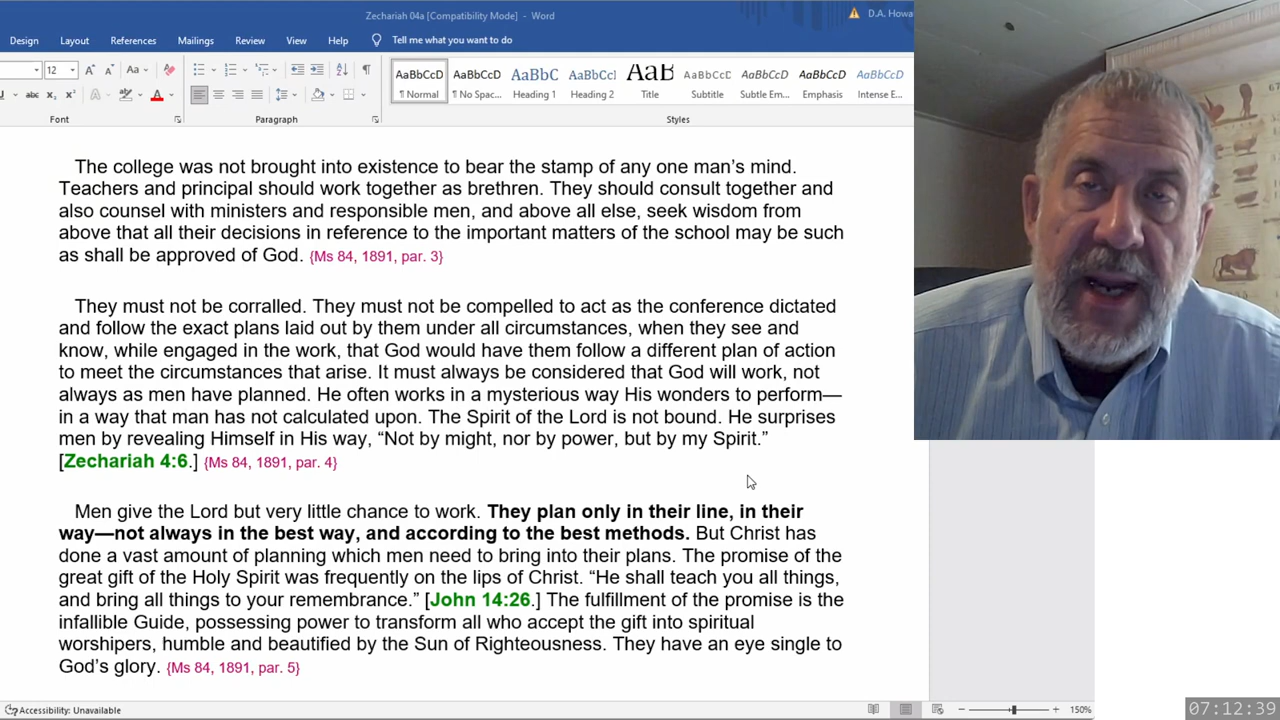 Zechariah 04a [Compatibility Mode] - Word
D.A. Howa
Design Layout References Mailings Review View Help Tell me what you want to do
12 Aa
abc x₂ x² A A
AaBbCcD AaBbCcD AaBbC AaBbCc AaB AaBbCcD AaBbCcD AaBbCcD AaBbCcD
¶ Normal ¶ No Spac... Heading 1 Heading 2 Title Subtitle Subtle Em... Emphasis Intense E...
Font Paragraph Styles
The college was not brought into existence to bear the stamp of any one man’s mind.
Teachers and principal should work together as brethren. They should consult together and
also counsel with ministers and responsible men, and above all else, seek wisdom from
above that all their decisions in reference to the important matters of the school may be such
as shall be approved of God. {Ms 84, 1891, par. 3}
They must not be corralled. They must not be compelled to act as the conference dictated
and follow the exact plans laid out by them under all circumstances, when they see and
know, while engaged in the work, that God would have them follow a different plan of action
to meet the circumstances that arise. It must always be considered that God will work, not
always as men have planned. He often works in a mysterious way His wonders to perform—
in a way that man has not calculated upon. The Spirit of the Lord is not bound. He surprises
men by revealing Himself in His way, “Not by might, nor by power, but by my Spirit.”
[Zechariah 4:6.] {Ms 84, 1891, par. 4}
Men give the Lord but very little chance to work. They plan only in their line, in their
way—not always in the best way, and according to the best methods. But Christ has
done a vast amount of planning which men need to bring into their plans. The promise of the
great gift of the Holy Spirit was frequently on the lips of Christ. “He shall teach you all things,
and bring all things to your remembrance.” [John 14:26.] The fulfillment of the promise is the
infallible Guide, possessing power to transform all who accept the gift into spiritual
worshipers, humble and beautified by the Sun of Righteousness. They have an eye single to
God’s glory. {Ms 84, 1891, par. 5}
Accessibility: Unavailable
150%
07:12:39